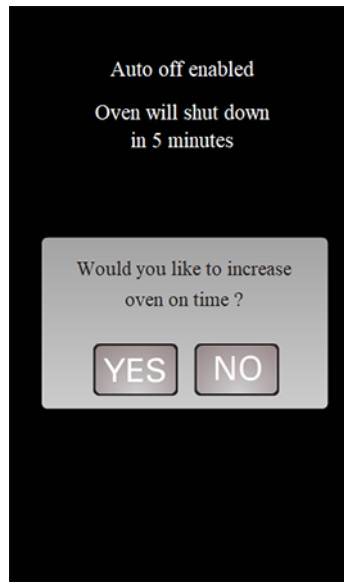 Auto off enabled
Oven will shut down
in 5 minutes
Would you like to increase
oven on time ?
YES NO